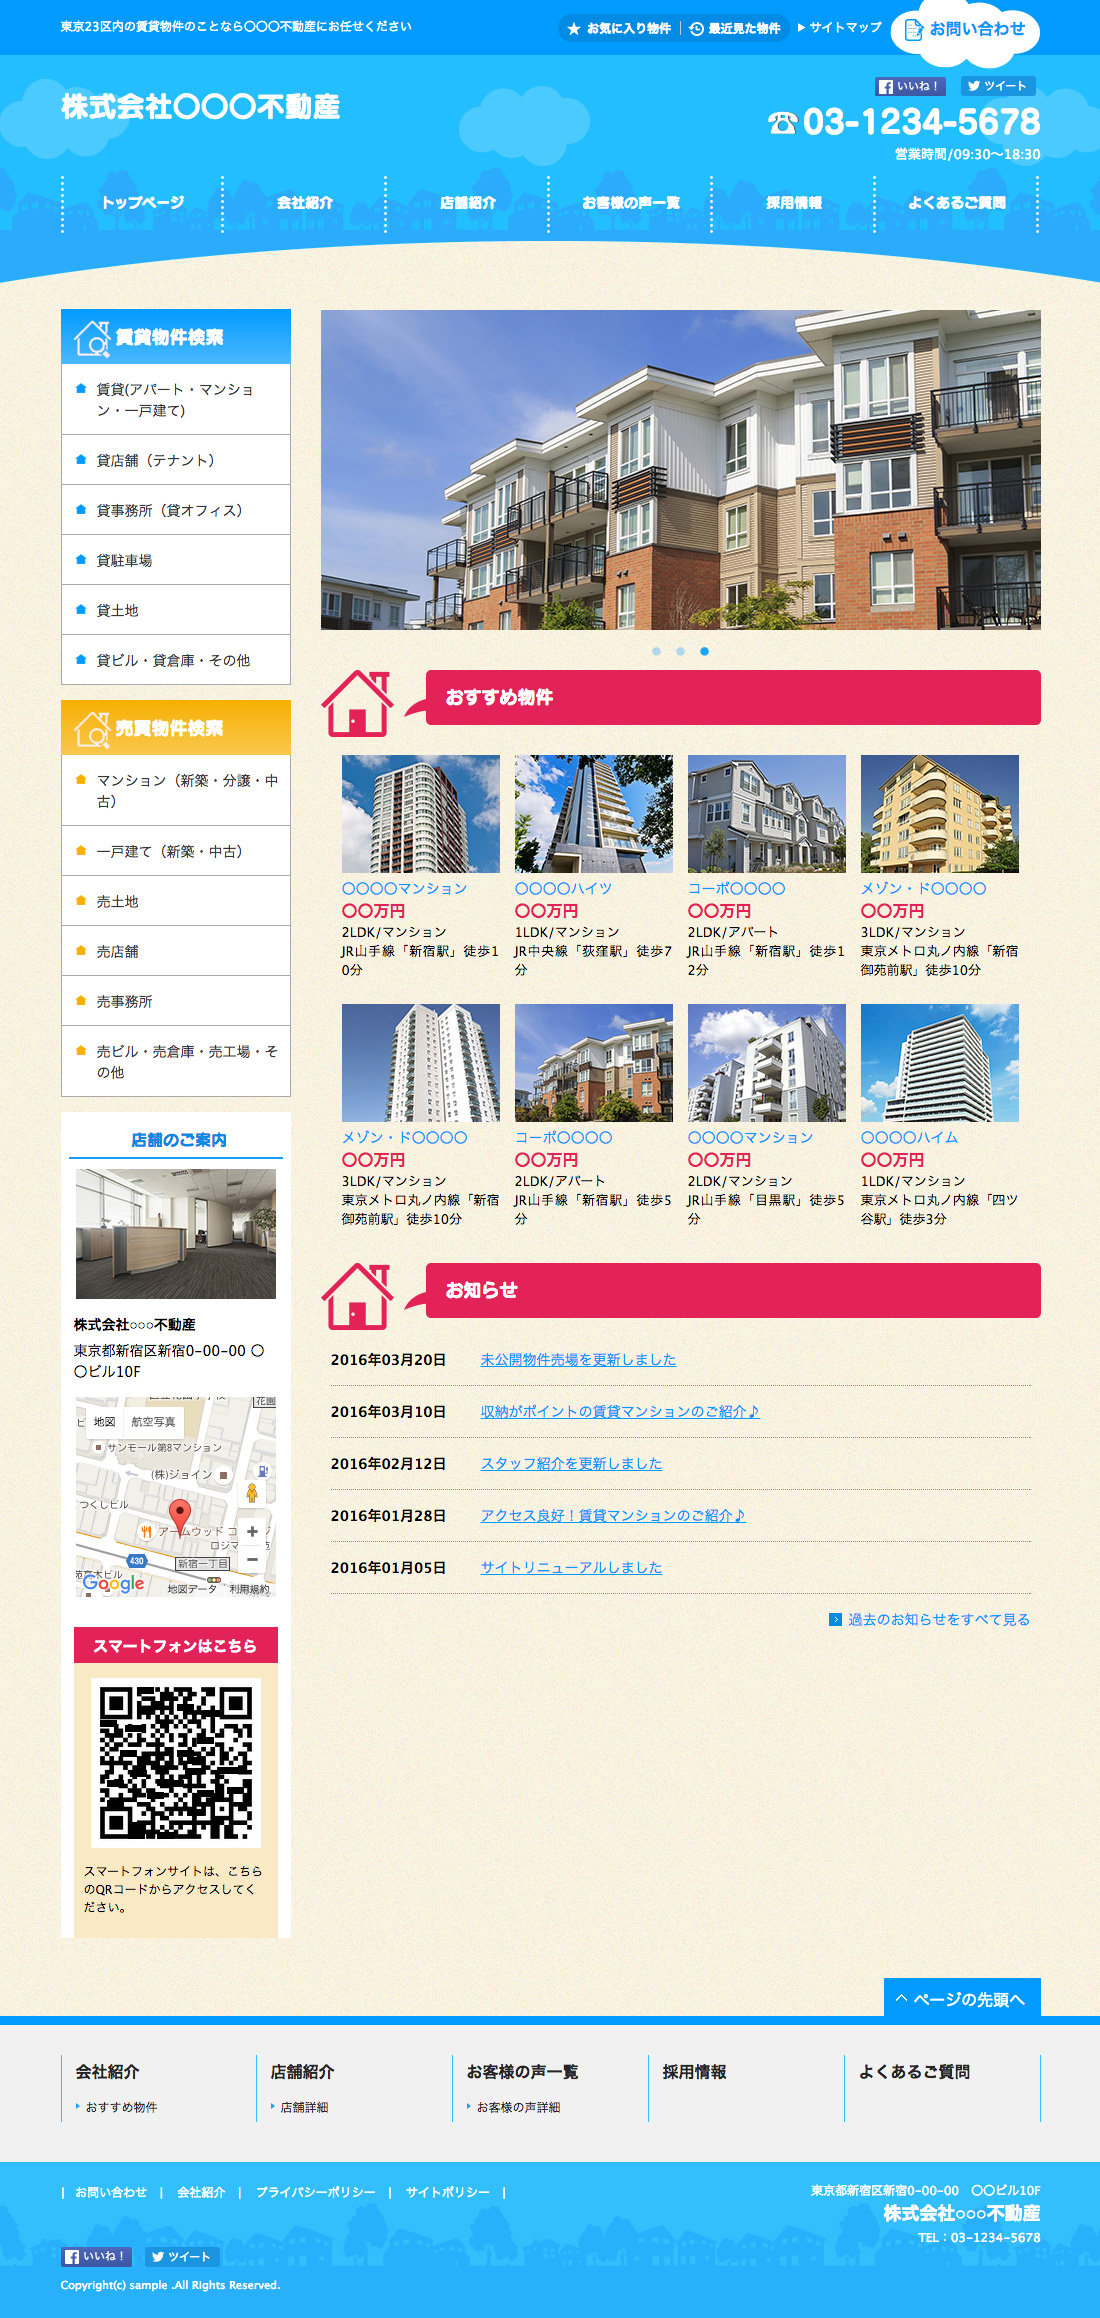 東京23区内の賃貸物件のことなら〇〇〇不動産にお任せください
お気に入り物件
最近見た物件
サイトマップ
お問い合わせ
いいね！
ツイート
株式会社〇〇〇不動産
03-1234-5678
営業時間/09:30〜18:30
トップページ
会社紹介
店舗紹介
お客様の声一覧
採用情報
よくあるご質問
賃貸物件検索
賃貸(アパート・マンショ
ン・一戸建て)
貸店舗（テナント）
貸事務所（貸オフィス）
貸駐車場
貸土地
貸ビル・貸倉庫・その他
売買物件検索
マンション（新築・分譲・中
古）
一戸建て（新築・中古）
売土地
売店舗
売事務所
売ビル・売倉庫・売工場・そ
の他
店舗のご案内
株式会社○○○不動産
東京都新宿区新宿0-00-00 〇
〇ビル10F
地図
航空写真
花園
サンモール第8マンション
(株)ジョイン
つくしビル
アームウッド コ
ロジマ
430
新宿一丁目
Google
地図データ
利用規約
スマートフォンはこちら
スマートフォンサイトは、こちら
のQRコードからアクセスしてく
ださい。
おすすめ物件
〇〇〇〇マンション
〇〇万円
2LDK/マンション
JR山手線「新宿駅」徒歩1
0分
〇〇〇〇ハイツ
〇〇万円
1LDK/マンション
JR中央線「荻窪駅」徒歩7
分
コーポ〇〇〇〇
〇〇万円
2LDK/アパート
JR山手線「新宿駅」徒歩1
2分
メゾン・ド〇〇〇〇
〇〇万円
3LDK/マンション
東京メトロ丸ノ内線「新宿
御苑前駅」徒歩10分
メゾン・ド〇〇〇〇
〇〇万円
3LDK/マンション
東京メトロ丸ノ内線「新宿
御苑前駅」徒歩10分
コーポ〇〇〇〇
〇〇万円
2LDK/アパート
JR山手線「新宿駅」徒歩5
分
〇〇〇〇マンション
〇〇万円
2LDK/マンション
JR山手線「目黒駅」徒歩5
分
〇〇〇〇ハイム
〇〇万円
1LDK/マンション
東京メトロ丸ノ内線「四ツ
谷駅」徒歩3分
お知らせ
2016年03月20日 未公開物件売場を更新しました
2016年03月10日 収納がポイントの賃貸マンションのご紹介♪
2016年02月12日 スタッフ紹介を更新しました
2016年01月28日 アクセス良好！賃貸マンションのご紹介♪
2016年01月05日 サイトリニューアルしました
過去のお知らせをすべて見る
ページの先頭へ
会社紹介
おすすめ物件
店舗紹介
店舗詳細
お客様の声一覧
お客様の声詳細
採用情報
よくあるご質問
| お問い合わせ | 会社紹介 | プライバシーポリシー | サイトポリシー |
東京都新宿区新宿0-00-00　〇〇ビル10F
株式会社○○○不動産
TEL：03-1234-5678
いいね！
ツイート
Copyright(c) sample .All Rights Reserved.